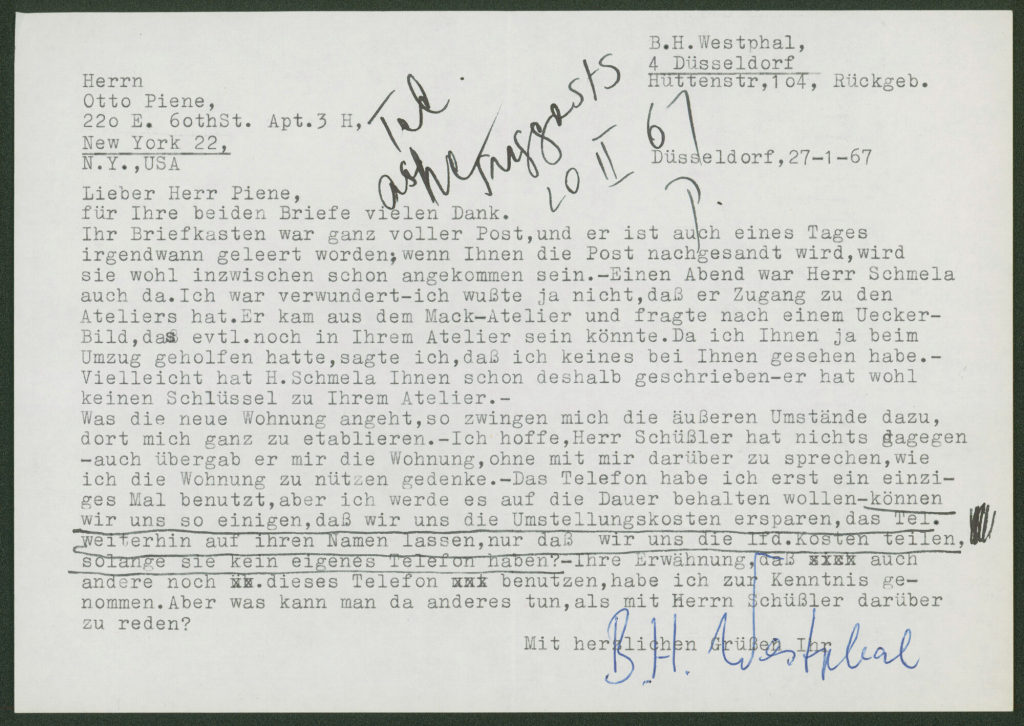 B.H.Westphal,
4 Düsseldorf
Hüttenstr,1o4, Rückgeb.
Herrn
Otto Piene,
22o E. 6othSt. Apt.3 H,
New York 22,
N.Y.,USA
Tel.
20 II 67
P.
Düsseldorf,27-1-67
Lieber Herr Piene,
für Ihre beiden Briefe vielen Dank.
Ihr Briefkasten war ganz voller Post,und er ist auch eines Tages
irgendwann geleert worden;wenn Ihnen die Post nachgesandt wird,wird
sie wohl inzwischen schon angekommen sein.-Einen Abend war Herr Schmela
auch da.Ich war verwundert-ich wußte ja nicht,daß er Zugang zu den
Ateliers hat.Er kam aus dem Mack-Atelier und fragte nach einem Uecker-
Bild,das evtl.noch in Ihrem Atelier sein könnte.Da ich Ihnen ja beim
Umzug geholfen hatte,sagte ich,daß ich keines bei Ihnen gesehen habe.-
Vielleicht hat H.Schmela Ihnen schon deshalb geschrieben-er hat wohl
keinen Schlüssel zu Ihrem Atelier.-
Was die neue Wohnung angeht,so zwingen mich die äußeren Umstände dazu,
dort mich ganz zu etablieren.-Ich hoffe,Herr Schüßler hat nichts dagegen
-auch übergab er mir die Wohnung,ohne mit mir darüber zu sprechen,wie
ich die Wohnung zu nützen gedenke.-Das Telefon habe ich erst ein einzi-
ges Mal benutzt,aber ich werde es auf die Dauer behalten wollen-können
wir uns so einigen,daß wir uns die Umstellungskosten ersparen,das Tel.
weiterhin auf ihren Namen lassen,nur daß wir uns die lfd.Kosten teilen,
solange sie kein eigenes Telefon haben?-Ihre Erwähnung,daß xxxx auch
andere noch xx.dieses Telefon xxx benutzen,habe ich zur Kenntnis ge-
nommen.Aber was kann man da anderes tun,als mit Herrn Schüßler darüber
zu reden?
Mit herzlichen Grüßen Ihr
B.H. Westphal